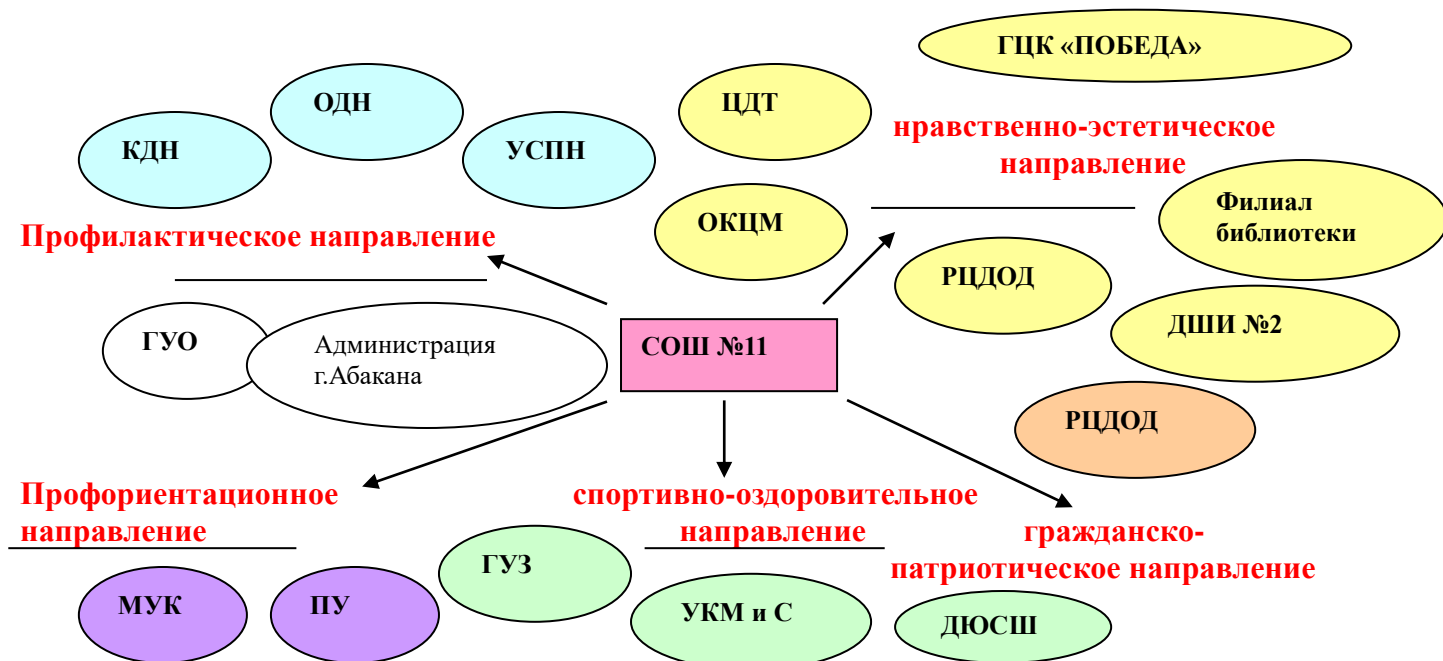 ГЦК «ПОБЕДА»
ОДН
ЦДТ
КДН
УСПН
нравственно-эстетическое
направление
ОКЦМ
Филиал
библиотеки
Профилактическое направление
РЦДОД
ГУО
Администрация
г.Абакана
СОШ №11
ДШИ №2
РЦДОД
Профориентационное
направление
спортивно-оздоровительное
направление
гражданско-
патриотическое направление
ГУЗ
МУК
ПУ
УКМ и С
ДЮСШ